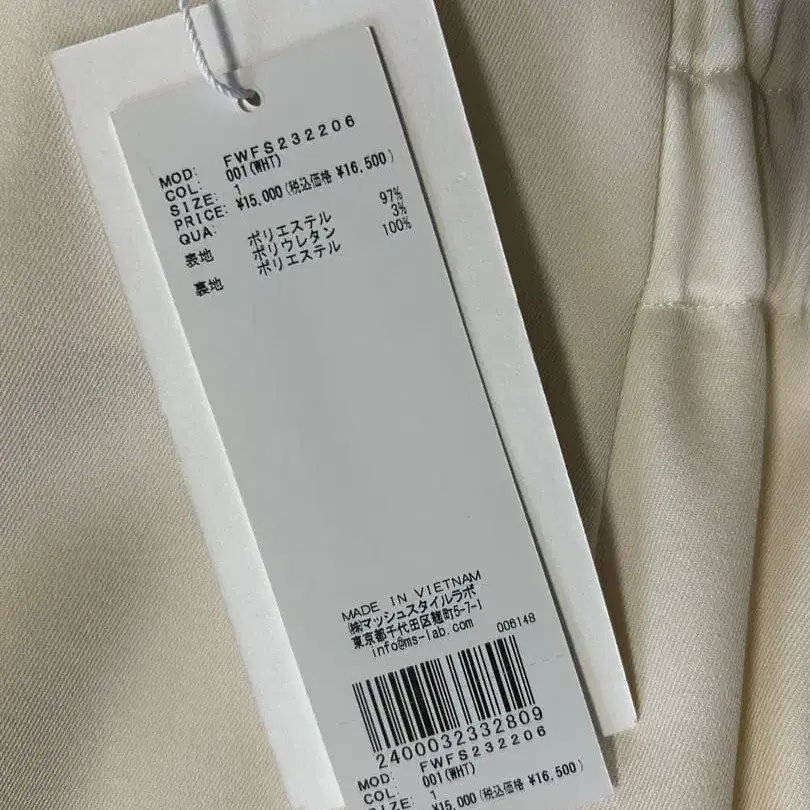 MOD: FWFS232206
COL: 001(WHT)
SIZE: 1
PRICE: ¥15,000(税込価格 ¥16,500)
QUA:
表地 ポリエステル 97%
ポリウレタン 3%
裏地 ポリエステル 100%
MADE IN VIETNAM
㈱マッシュスタイルラボ
東京都千代田区麹町5-7-1
info@ms-lab.com 006148
2400032332809
MOD: FWFS232206
COL: 001(WHT)
SIZE: 1
¥15,000(税込価格 ¥16,500)